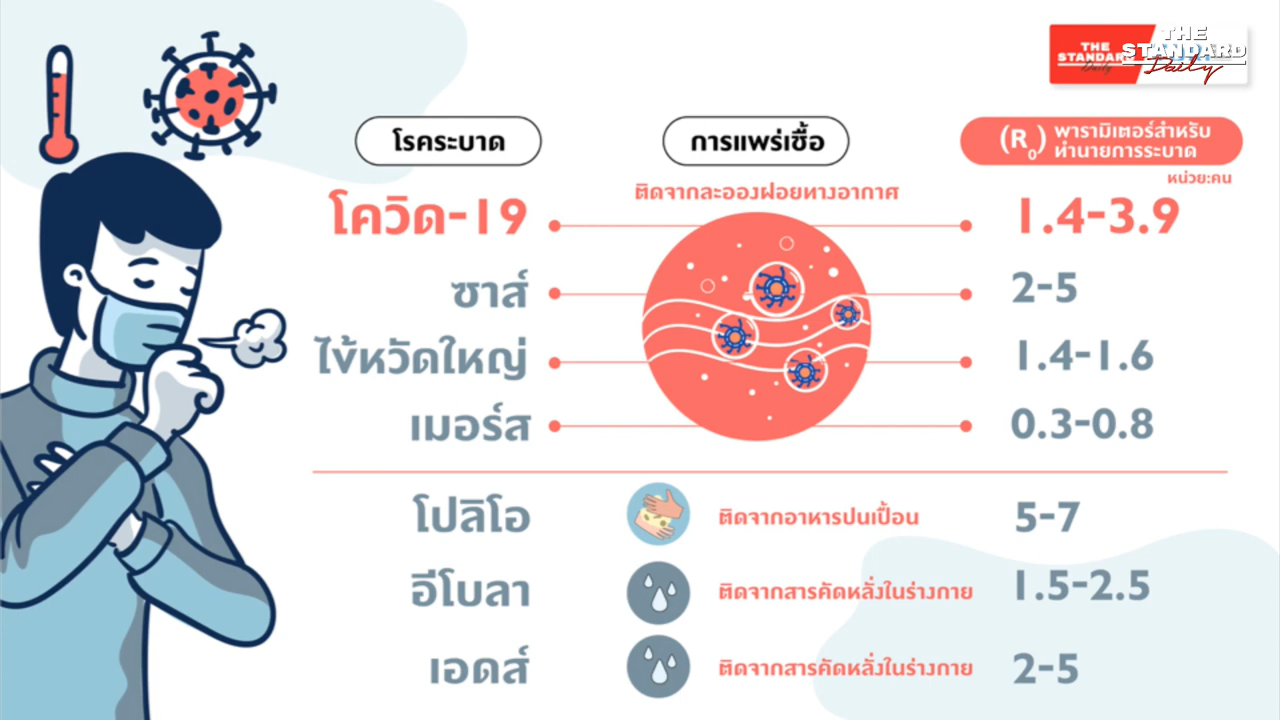 THE
STANDARD
Daily
THE
STANDARD
Daily
โรคระบาด
การแพร่เชื้อ
(R0) พารามิเตอร์สำหรับ
ทำนายการระบาด
หน่วย:คน
ติดจากละอองฝอยทางอากาศ
โควิด-19 1.4-3.9
ซาส์ 2-5
ไข้หวัดใหญ่ 1.4-1.6
เมอร์ส 0.3-0.8
โปลิโอ ติดจากอาหารปนเปื้อน 5-7
อีโบลา ติดจากสารคัดหลั่งในร่างกาย 1.5-2.5
เอดส์ ติดจากสารคัดหลั่งในร่างกาย 2-5